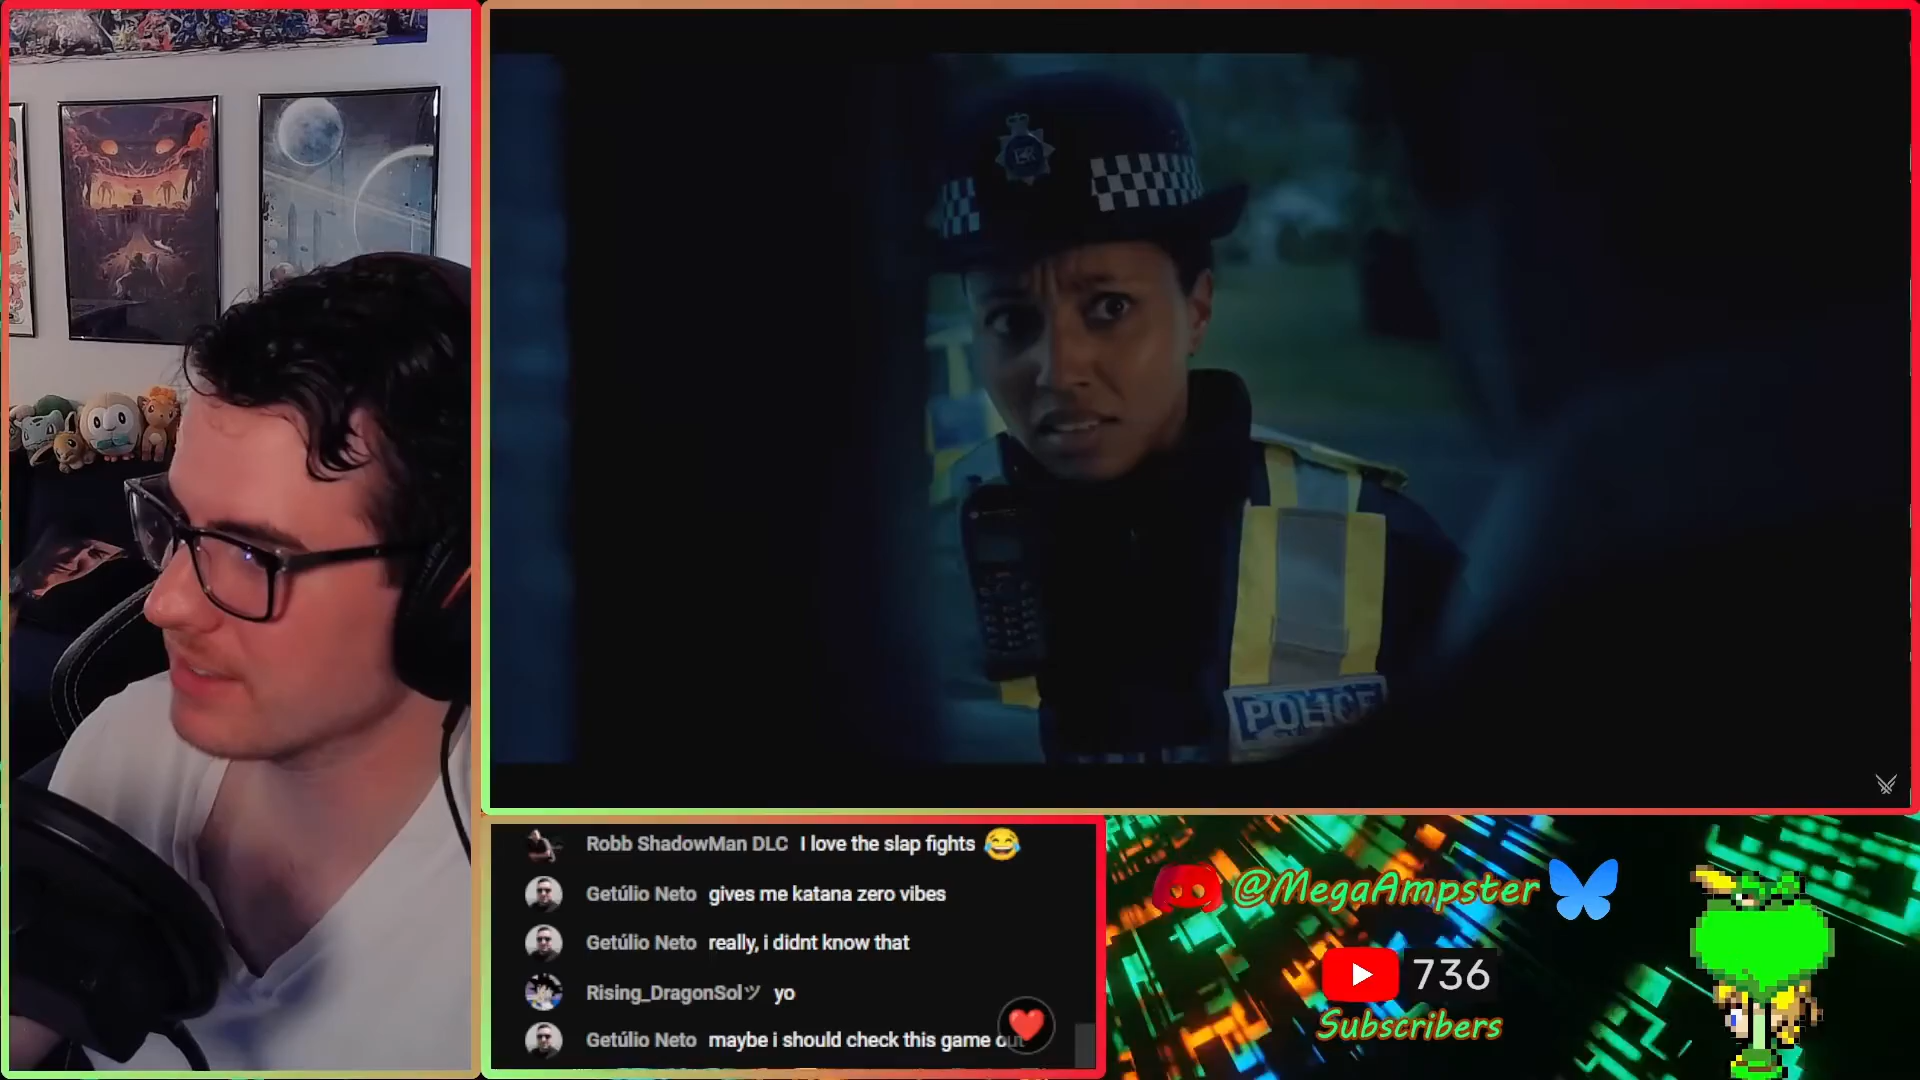 ER
POLICE
Robb ShadowMan DLC I love the slap fights 😂
Getúlio Neto gives me katana zero vibes
Getúlio Neto really, i didnt know that
Rising_DragonSolツ yo
Getúlio Neto maybe i should check this game out
@MegaAmpster
736
Subscribers